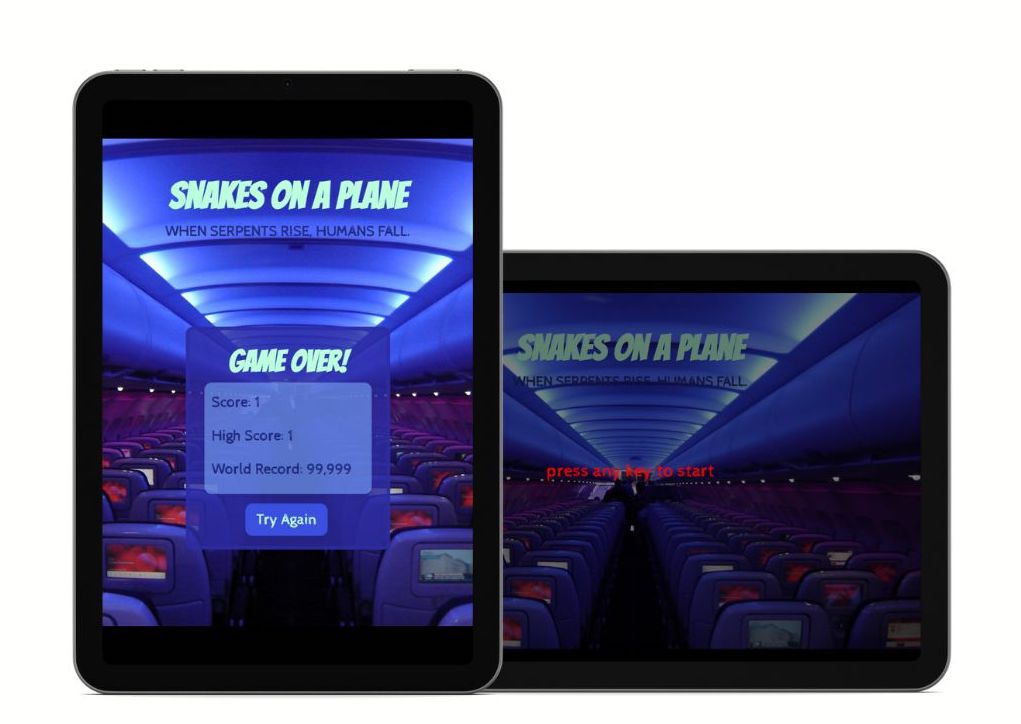 SNAKES ON A PLANE
WHEN SERPENTS RISE, HUMANS FALL.
GAME OVER!
Score: 1
High Score: 1
World Record: 99,999
Try Again
SNAKES ON A PLANE
WHEN SERPENTS RISE, HUMANS FALL.
press any key to start